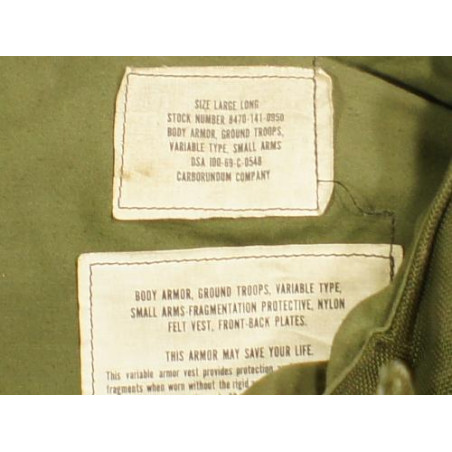 SIZE LARGE LONG
STOCK NUMBER 8470-141-0950
BODY ARMOR, GROUND TROOPS,
VARIABLE TYPE, SMALL ARMS
DSA 100-69-C-0548
CARBORUNDUM COMPANY
BODY ARMOR, GROUND TROOPS, VARIABLE TYPE,
SMALL ARMS-FRAGMENTATION PROTECTIVE, NYLON
FELT VEST, FRONT-BACK PLATES.
THIS ARMOR MAY SAVE YOUR LIFE.
This variable armor vest provides protection
fragments when worn without the rigid